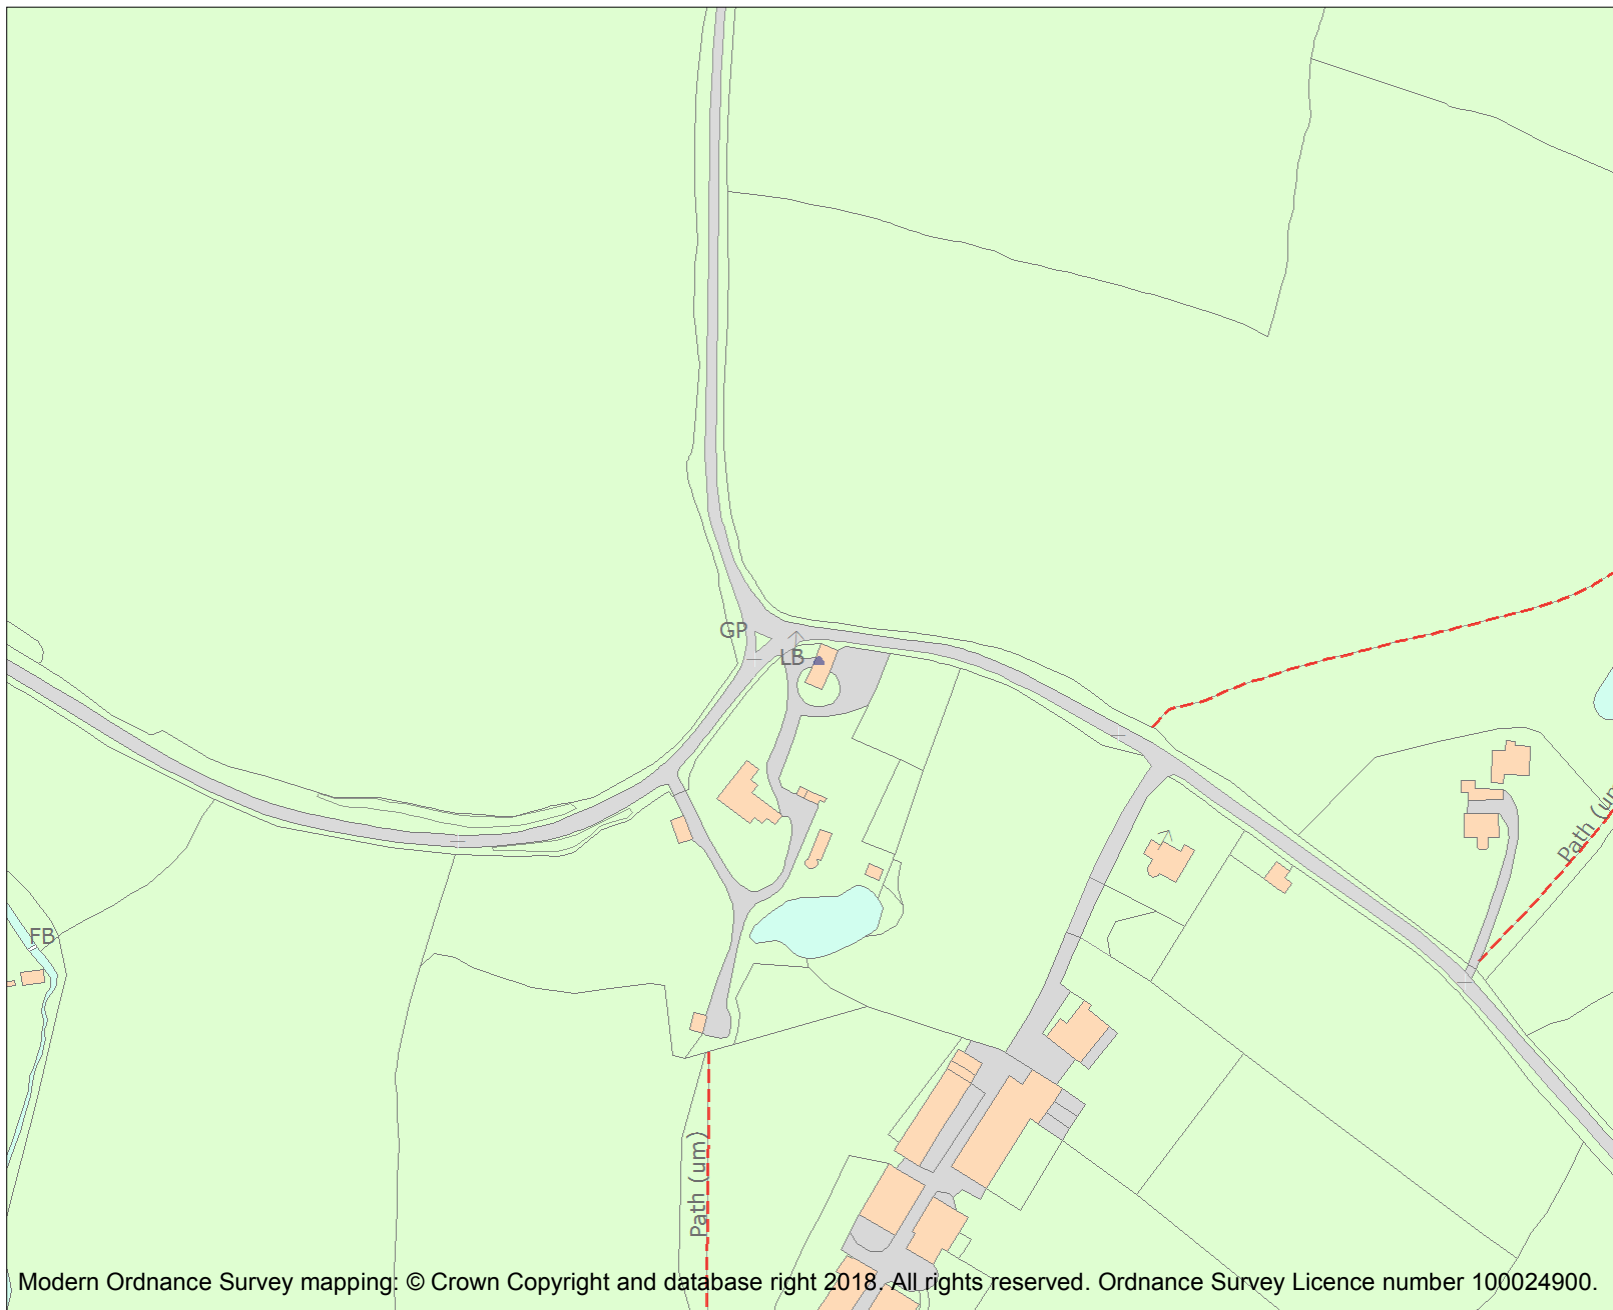 GP
LB
Path (u
FB
Path (um)
Modern Ordnance Survey mapping: © Crown Copyright and database right 2018. All rights reserved. Ordnance Survey Licence number 100024900.